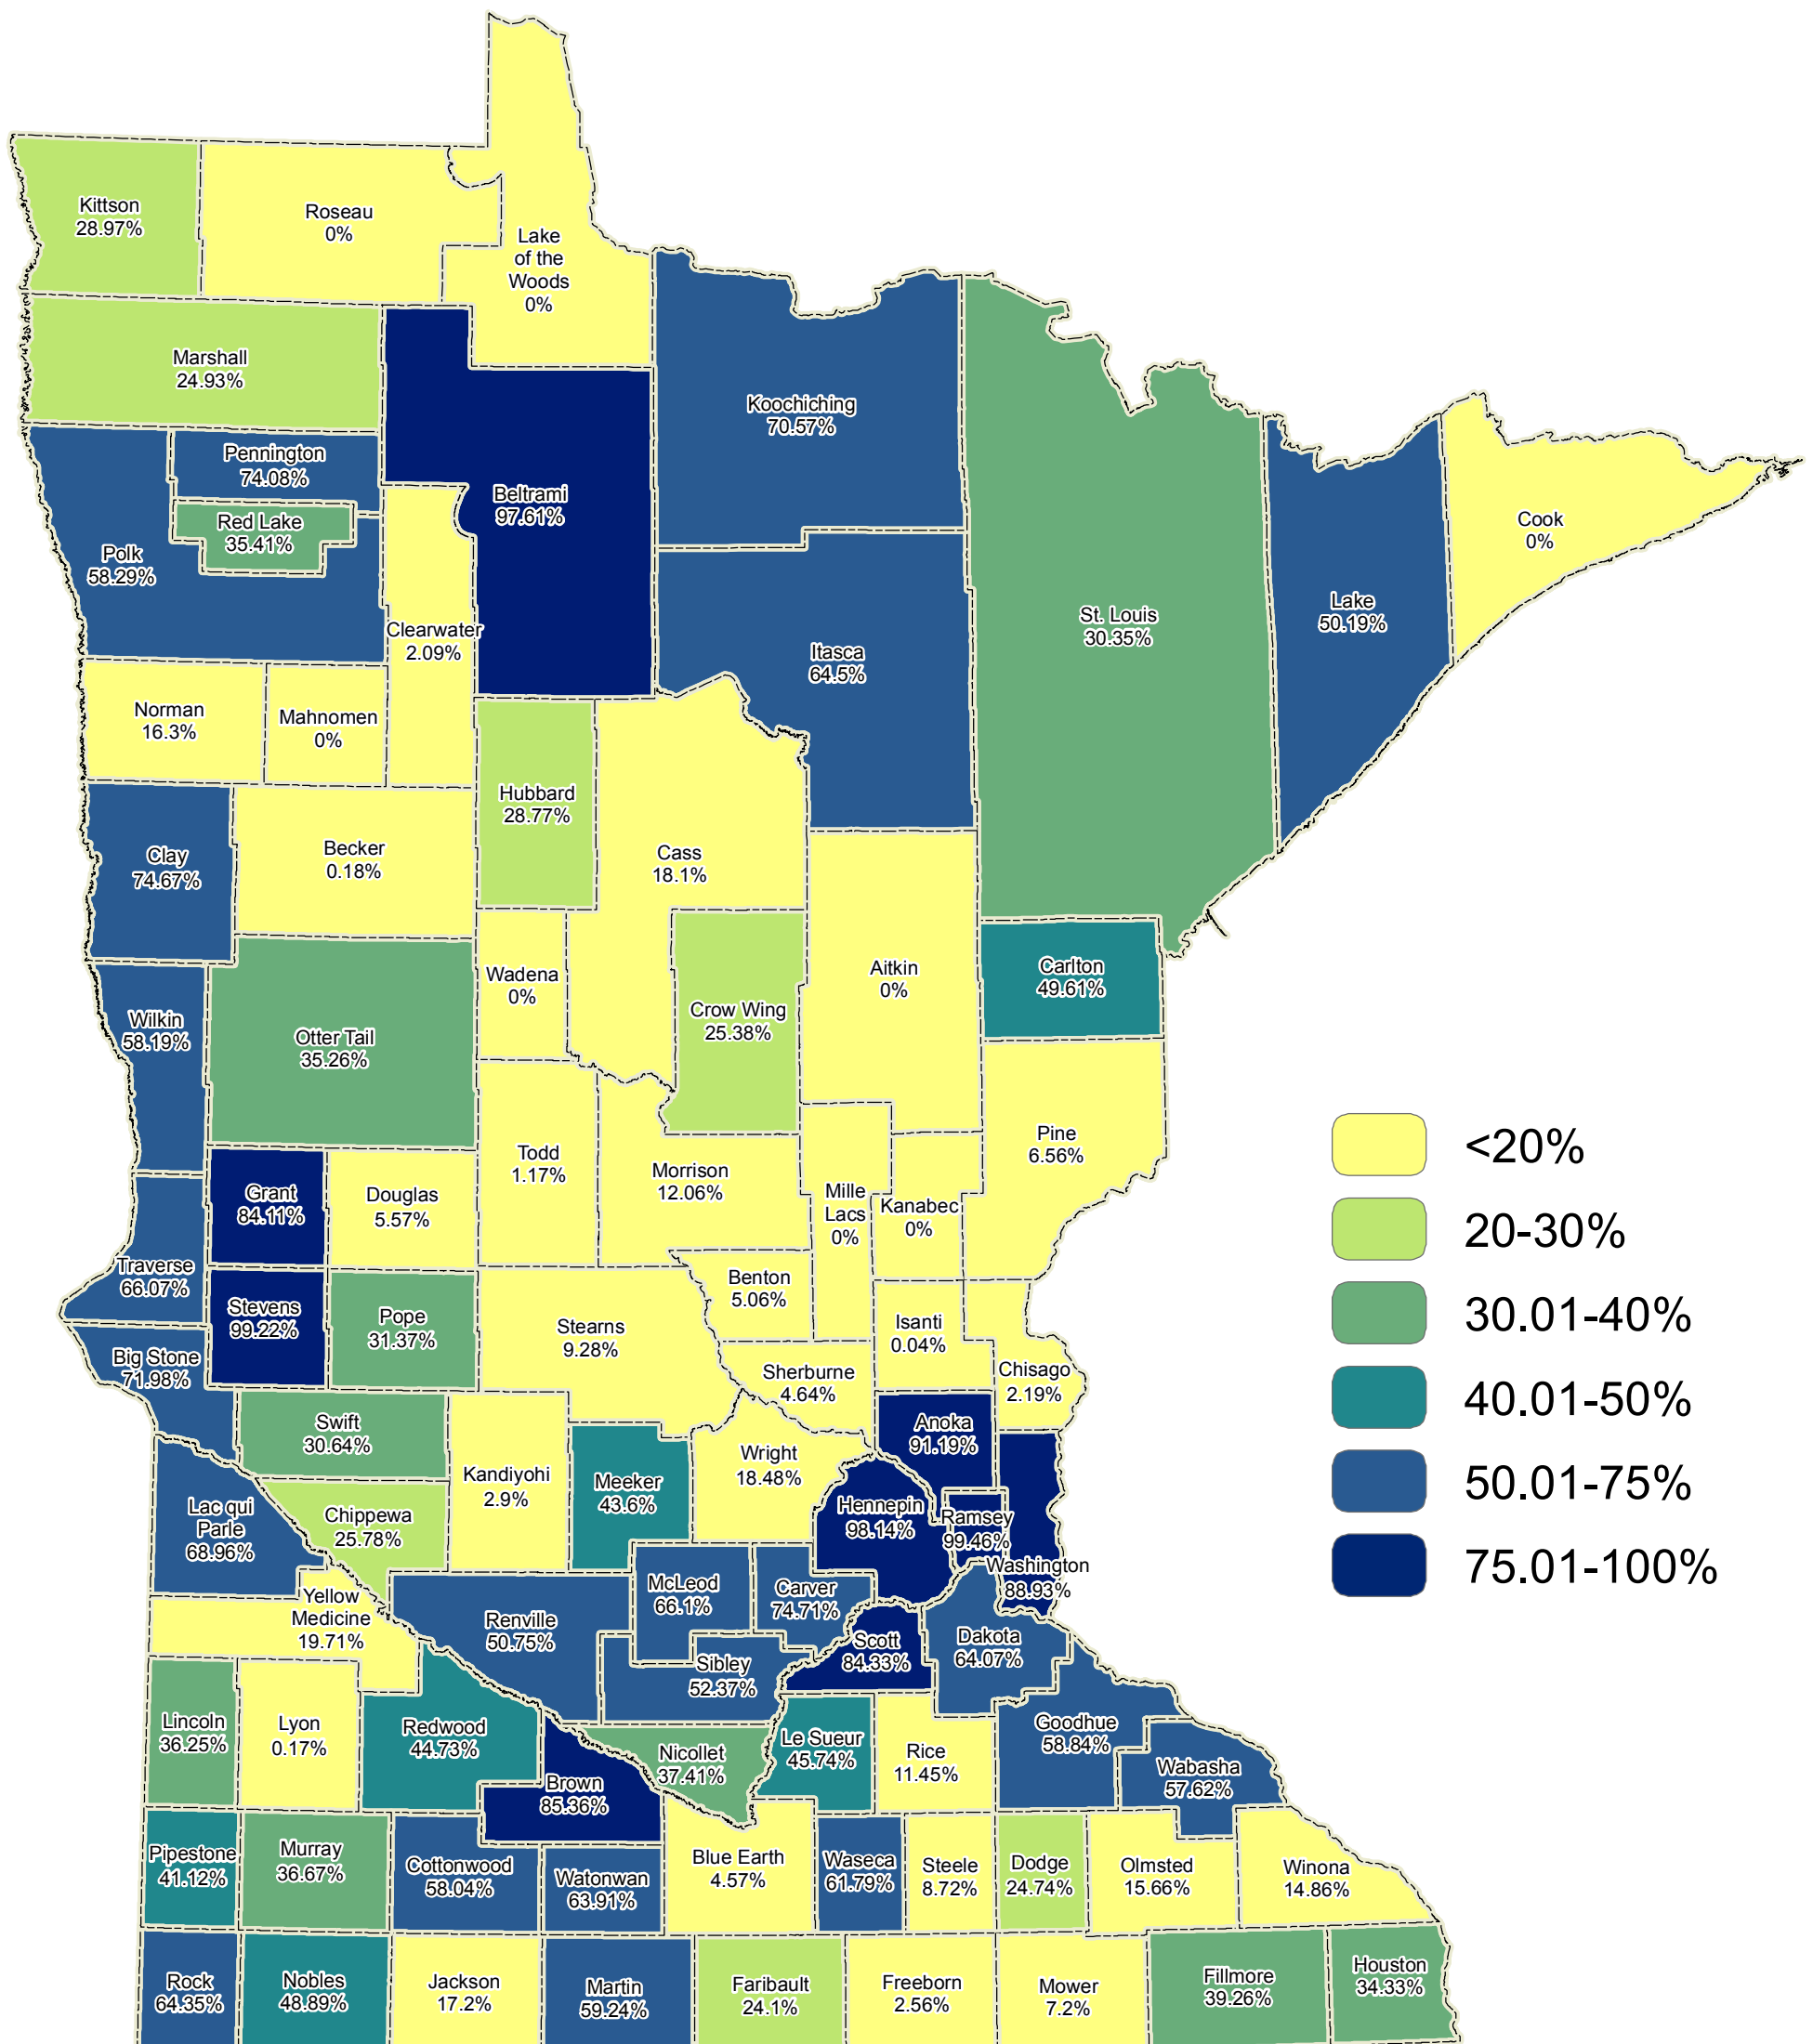 Kittson
28.97%
Roseau
0%
Lake
of the
Woods
0%
Marshall
24.93%
Koochiching
70.57%
Pennington
74.08%
Beltrami
97.61%
Red Lake
35.41%
Cook
0%
Polk
58.29%
Lake
50.19%
St. Louis
30.35%
Clearwater
2.09%
Itasca
64.5%
Norman
16.3%
Mahnomen
0%
Hubbard
28.77%
Clay
74.67%
Becker
0.18%
Cass
18.1%
Wadena
0%
Aitkin
0%
Carlton
49.61%
Crow Wing
25.38%
Wilkin
58.19%
Otter Tail
35.26%
Pine
6.56%
Todd
1.17%
Morrison
12.06%
Grant
84.11%
Douglas
5.57%
Mille
Lacs
0%
Kanabec
0%
Traverse
66.07%
Benton
5.06%
Stevens
99.22%
Pope
31.37%
Stearns
9.28%
Isanti
0.04%
Big Stone
71.98%
Sherburne
4.64%
Chisago
2.19%
Swift
30.64%
Anoka
91.19%
Wright
18.48%
Kandiyohi
2.9%
Meeker
43.6%
Lac qui
Parle
68.96%
Chippewa
25.78%
Hennepin
98.14%
Ramsey
99.46%
Washington
88.93%
Yellow
Medicine
19.71%
McLeod
66.1%
Carver
74.71%
Renville
50.75%
Scott
84.33%
Dakota
64.07%
Sibley
52.37%
Lincoln
36.25%
Lyon
0.17%
Redwood
44.73%
Goodhue
58.84%
Le Sueur
45.74%
Rice
11.45%
Nicollet
37.41%
Wabasha
57.62%
Brown
85.36%
Pipestone
41.12%
Murray
36.67%
Cottonwood
58.04%
Watonwan
63.91%
Blue Earth
4.57%
Waseca
61.79%
Steele
8.72%
Dodge
24.74%
Olmsted
15.66%
Winona
14.86%
Rock
64.35%
Nobles
48.89%
Jackson
17.2%
Martin
59.24%
Faribault
24.1%
Freeborn
2.56%
Mower
7.2%
Fillmore
39.26%
Houston
34.33%
<20%
20-30%
30.01-40%
40.01-50%
50.01-75%
75.01-100%